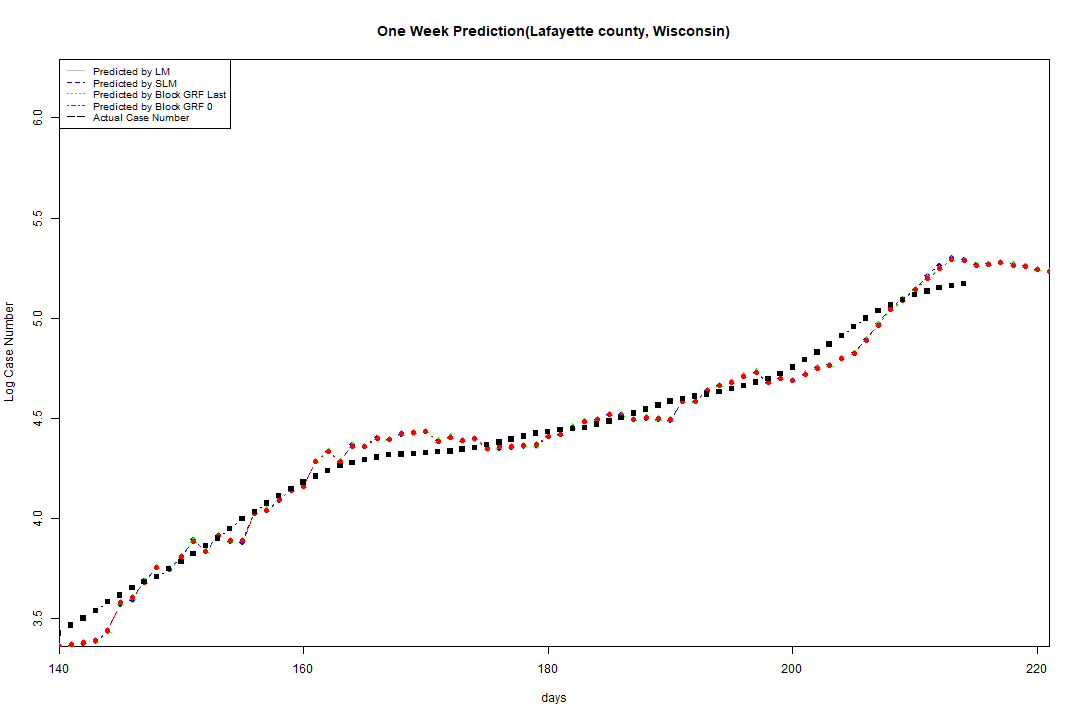 One Week Prediction(Lafayette county, Wisconsin)
Predicted by LM
Predicted by SLM
Predicted by Block GRF Last
Predicted by Block GRF 0
Actual Case Number
6.0
5.5
5.0
4.5
4.0
3.5
Log Case Number
140 160 180 200 220
days